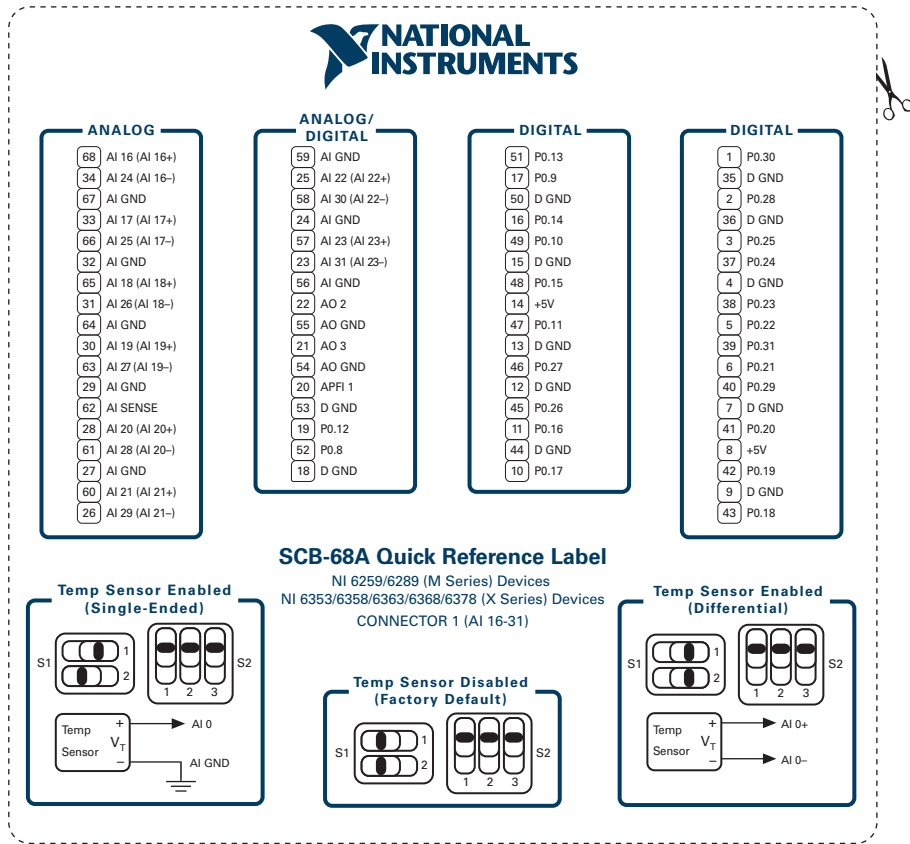 NATIONAL
INSTRUMENTS
ANALOG
68 AI 16 (AI 16+)
34 AI 24 (AI 16–)
67 AI GND
33 AI 17 (AI 17+)
66 AI 25 (AI 17–)
32 AI GND
65 AI 18 (AI 18+)
31 AI 26 (AI 18–)
64 AI GND
30 AI 19 (AI 19+)
63 AI 27 (AI 19–)
29 AI GND
62 AI SENSE
28 AI 20 (AI 20+)
61 AI 28 (AI 20–)
27 AI GND
60 AI 21 (AI 21+)
26 AI 29 (AI 21–)
ANALOG/
DIGITAL
59 AI GND
25 AI 22 (AI 22+)
58 AI 30 (AI 22–)
24 AI GND
57 AI 23 (AI 23+)
23 AI 31 (AI 23–)
56 AI GND
22 AO 2
55 AO GND
21 AO 3
54 AO GND
20 APFI 1
53 D GND
19 P0.12
52 P0.8
18 D GND
DIGITAL
51 P0.13
17 P0.9
50 D GND
16 P0.14
49 P0.10
15 D GND
48 P0.15
14 +5V
47 P0.11
13 D GND
46 P0.27
12 D GND
45 P0.26
11 P0.16
44 D GND
10 P0.17
DIGITAL
1 P0.30
35 D GND
2 P0.28
36 D GND
3 P0.25
37 P0.24
4 D GND
38 P0.23
5 P0.22
39 P0.31
6 P0.21
40 P0.29
7 D GND
41 P0.20
8 +5V
42 P0.19
9 D GND
43 P0.18
SCB-68A Quick Reference Label
NI 6259/6289 (M Series) Devices
NI 6353/6358/6363/6368/6378 (X Series) Devices
CONNECTOR 1 (AI 16-31)
Temp Sensor Enabled
(Single-Ended)
S1 1 S2
2
1 2 3
Temp + AI 0
Sensor VT
– AI GND
Temp Sensor Disabled
(Factory Default)
S1 1 S2
2
1 2 3
Temp Sensor Enabled
(Differential)
S1 1 S2
2
1 2 3
Temp + AI 0+
Sensor VT
– AI 0–